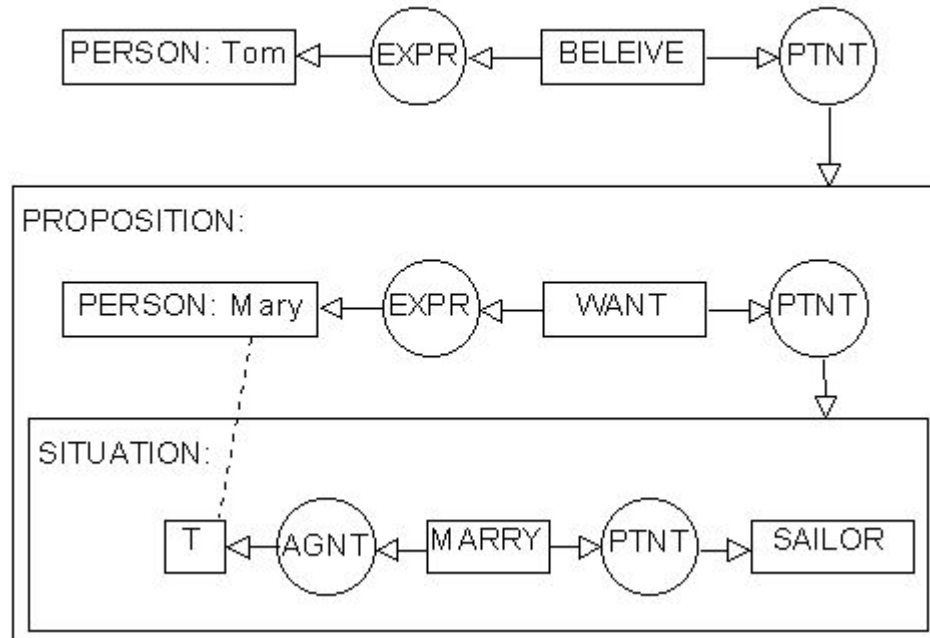 PERSON: Tom EXPR BELEIVE PTNT
PROPOSITION:
PERSON: Mary EXPR WANT PTNT
SITUATION:
T AGNT MARRY PTNT SAILOR